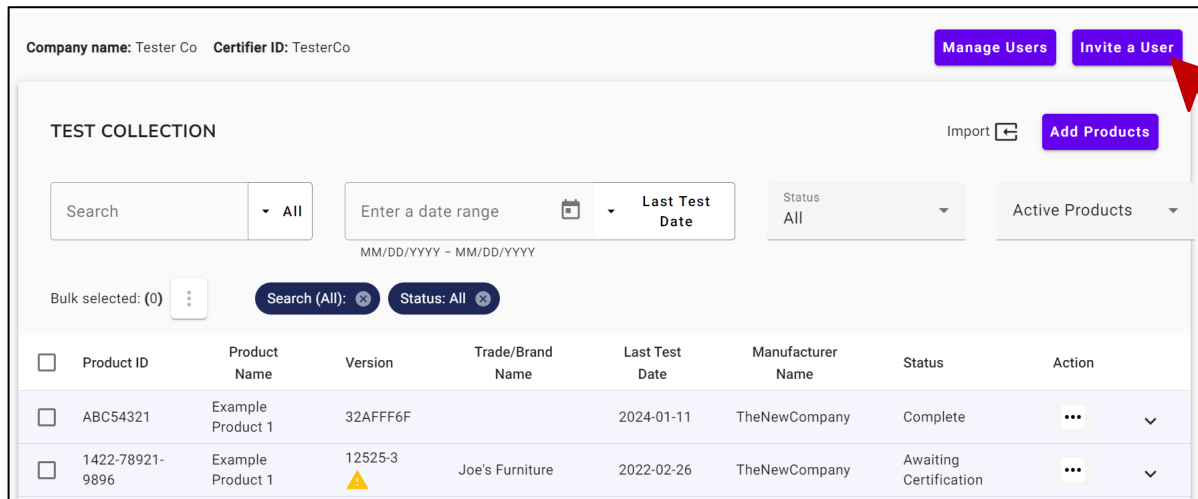 Company name: Tester Co Certifier ID: TesterCo
Manage Users
Invite a User
TEST COLLECTION
Import
Add Products
Search
All
Enter a date range
Last Test
Date
Status
All
Active Products
MM/DD/YYYY – MM/DD/YYYY
Bulk selected: (0)
Search (All):
Status: All
Product ID
Product
Name
Version
Trade/Brand
Name
Last Test
Date
Manufacturer
Name
Status
Action
ABC54321
Example
Product 1
32AFFF6F
2024-01-11
TheNewCompany
Complete
1422-78921-
9896
Example
Product 1
12525-3
Joe's Furniture
2022-02-26
TheNewCompany
Awaiting
Certification